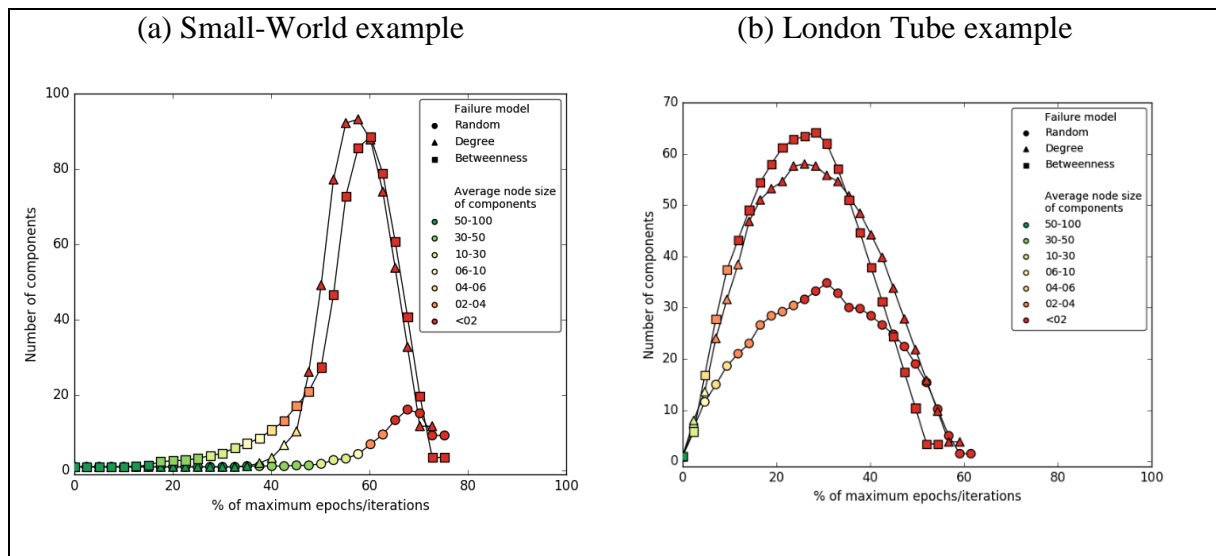 (a) Small-World example
100
80
60
40
20
0
Number of components
0 20 40 60 80 100
% of maximum epochs/iterations
Failure model
Random
Degree
Betweenness
Average node size
of components
50-100
30-50
10-30
06-10
04-06
02-04
<02
(b) London Tube example
70
60
50
40
30
20
10
0
Number of components
0 20 40 60 80 100
% of maximum epochs/iterations
Failure model
Random
Degree
Betweenness
Average node size
of components
50-100
30-50
10-30
06-10
04-06
02-04
<02